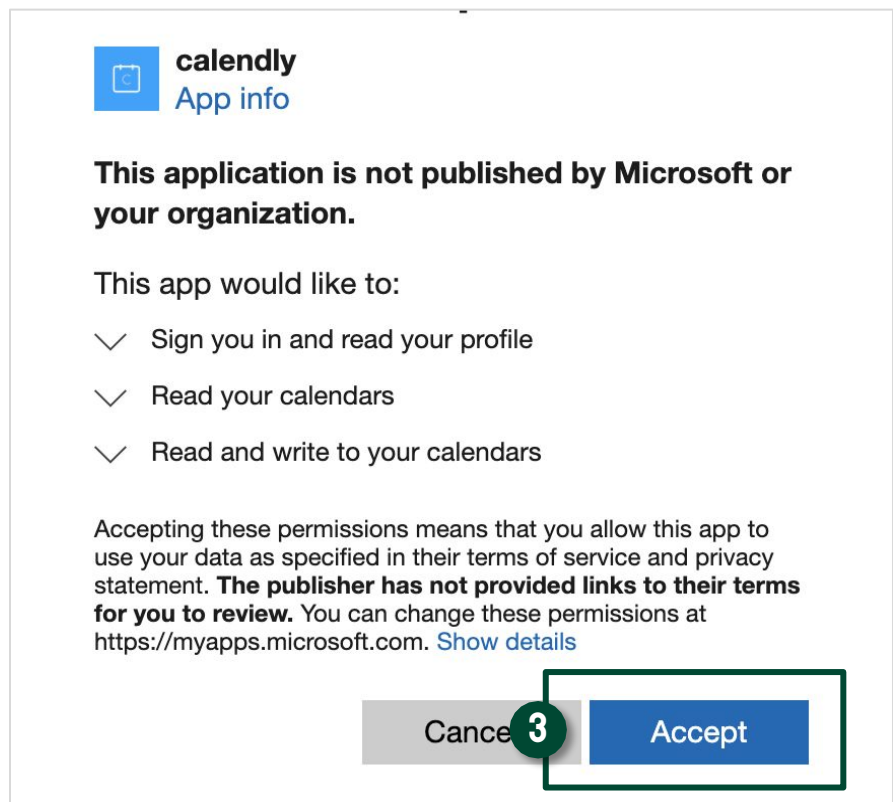 calendly
App info
This application is not published by Microsoft or
your organization.
This app would like to:
Sign you in and read your profile
Read your calendars
Read and write to your calendars
Accepting these permissions means that you allow this app to
use your data as specified in their terms of service and privacy
statement. The publisher has not provided links to their terms
for you to review. You can change these permissions at
https://myapps.microsoft.com. Show details
Cance 3 Accept